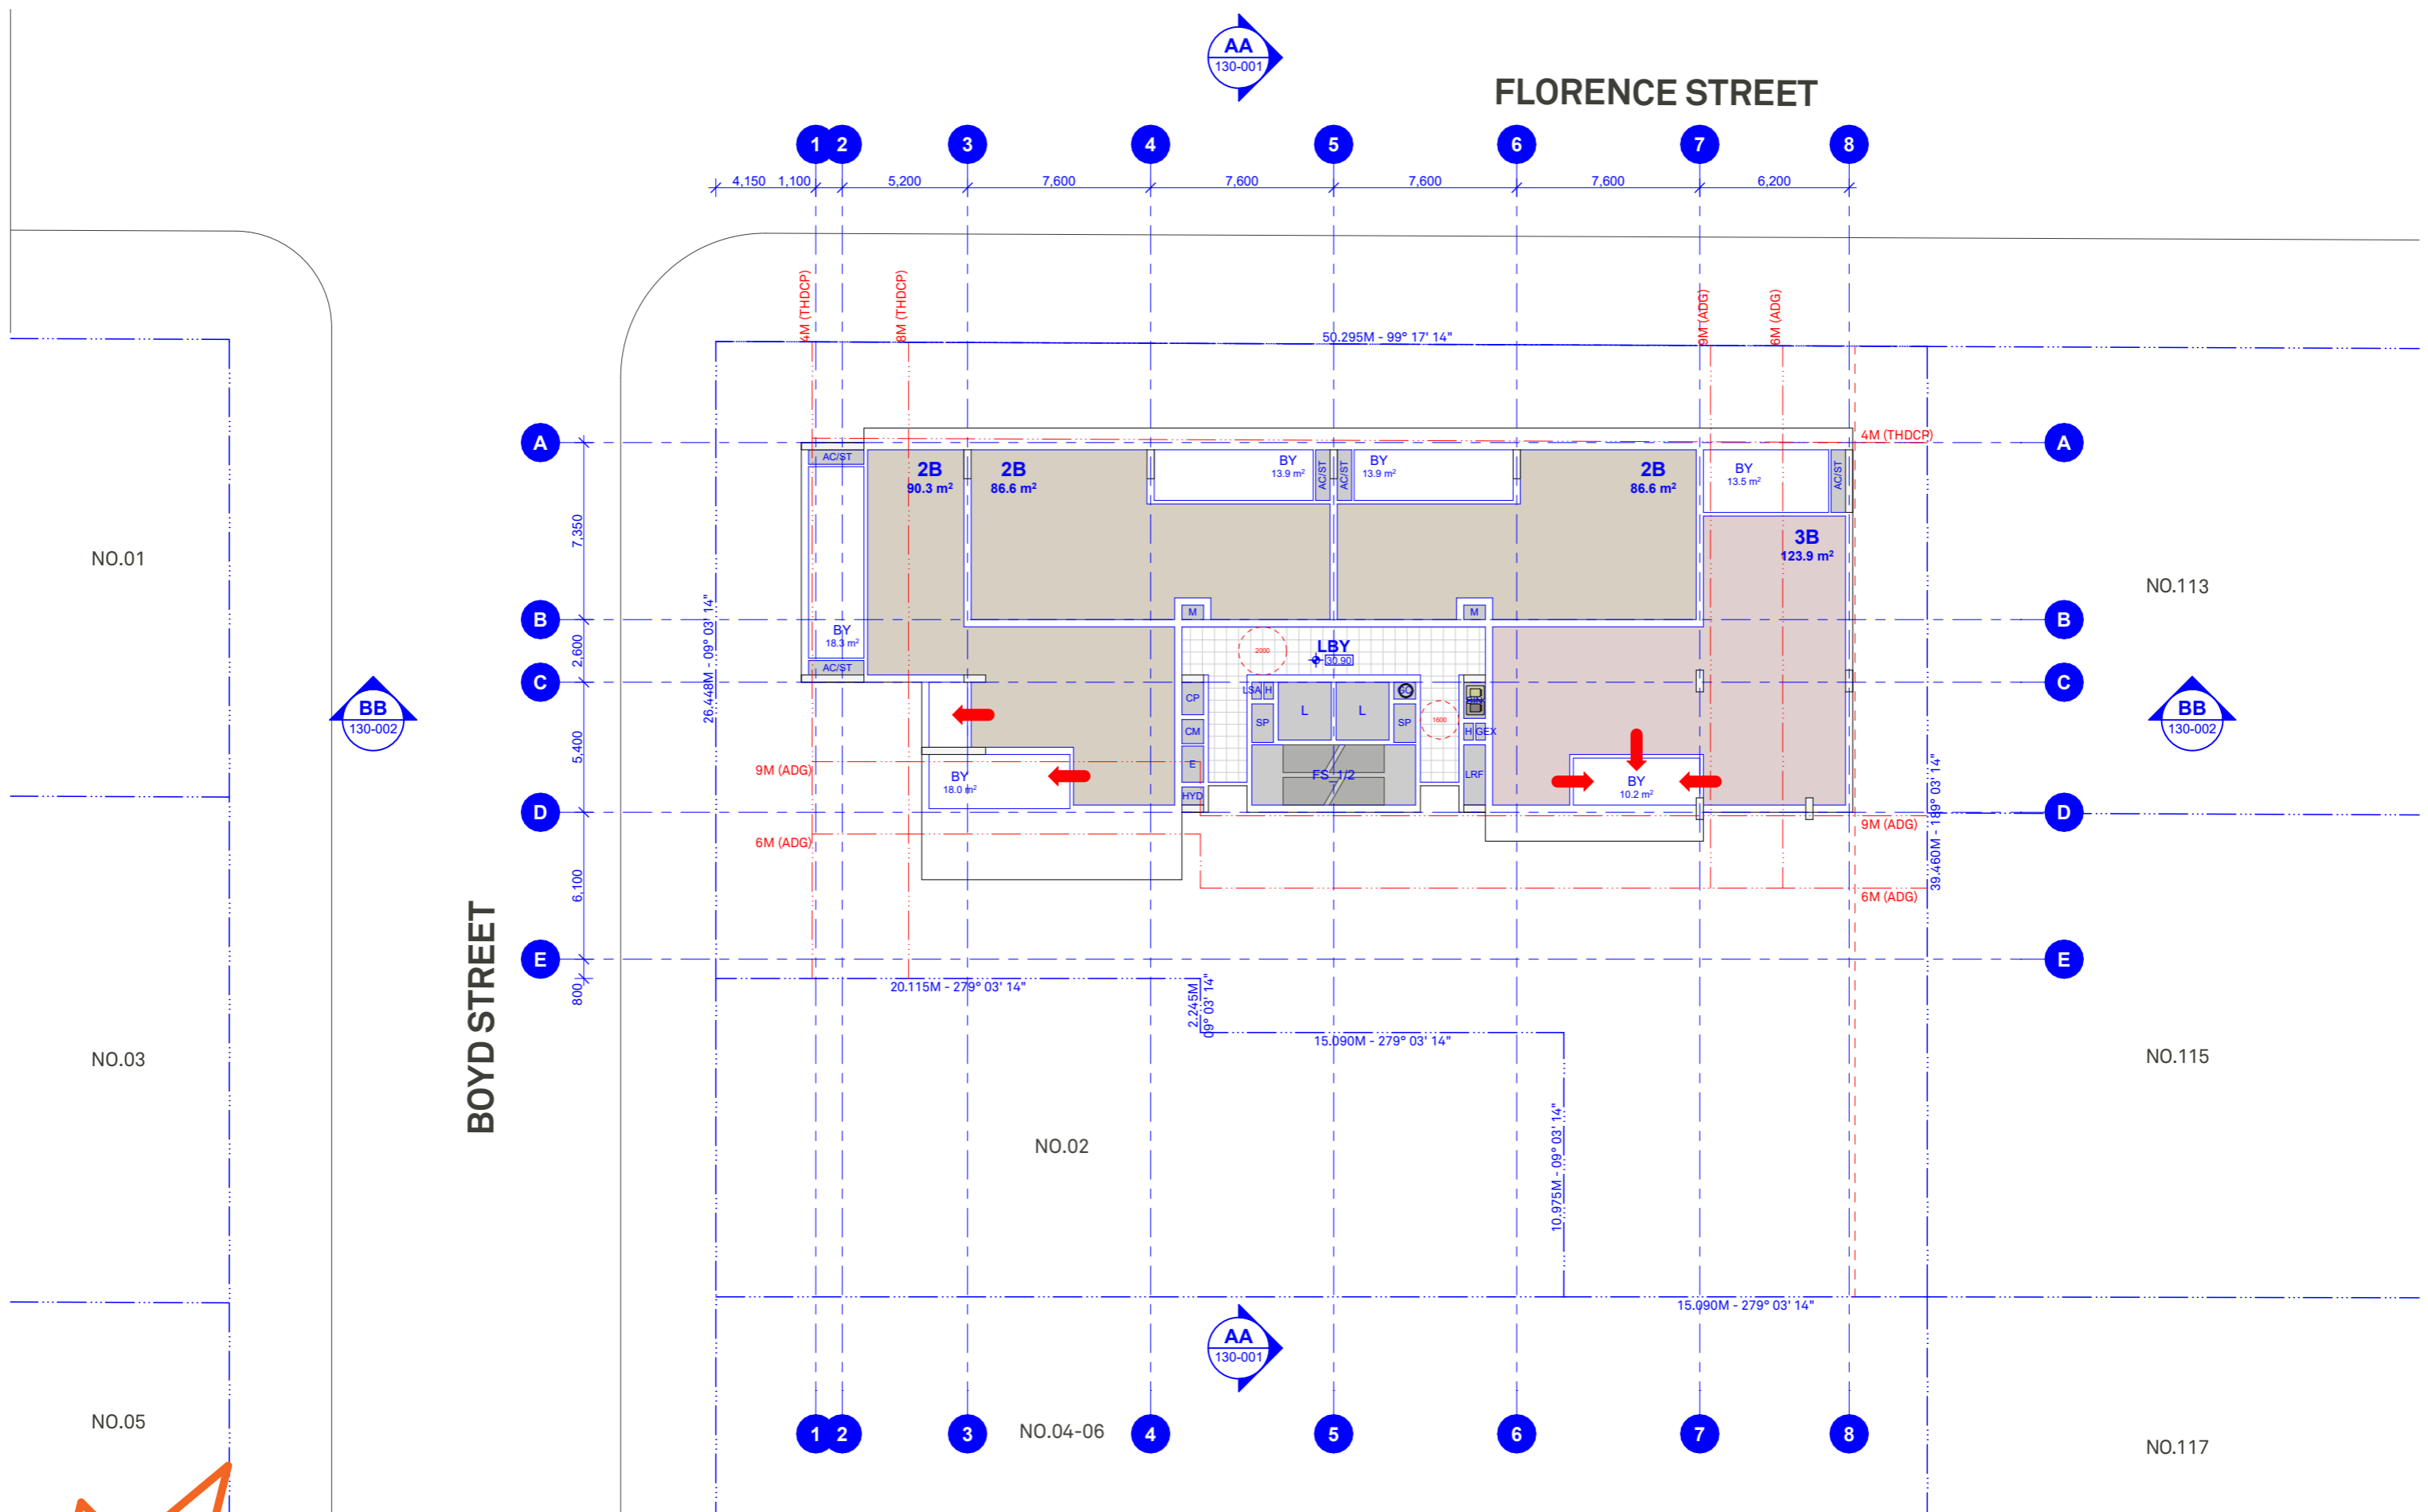 AA
130-001
FLORENCE STREET
1 2 3 4 5 6 7 8
4,150 1,100 5,200 7,600 7,600 7,600 7,600 6,200
4M (THDCP)
8M (THDCP)
9M (ADG)
6M (ADG)
50.295M - 99° 17' 14"
A
4M (THDCP)
A
AC/ST
2B
90.3 m²
2B
86.6 m²
BY
13.9 m²
AC/ST
AC/ST
BY
13.9 m²
2B
86.6 m²
BY
13.5 m²
AC/ST
3B
123.9 m²
7,350
NO.01
NO.113
26.448M - 09° 03' 14"
B
M
M
B
BY
18.3 m²
AC/ST
2000
LBY
30.90
2,600
C
C
BB
130-002
BB
130-002
CP
LSA
H
L
L
SP
SP
1600
CM
H
GEX
5,400
E
FS 1/2
LRF
HYD
BY
18.0 m²
BY
10.2 m²
9M (ADG)
D
D
9M (ADG)
6M (ADG)
6M (ADG)
39.460M - 189° 03' 14"
6,100
E
E
800
BOYD STREET
20.115M - 279° 03' 14"
2.245M
09° 03' 14"
15.090M - 279° 03' 14"
NO.03
NO.115
10.975M - 09° 03' 14"
NO.02
15.090M - 279° 03' 14"
AA
130-001
NO.05
1 2 3 4 5 6 7 8
NO.04-06
NO.117